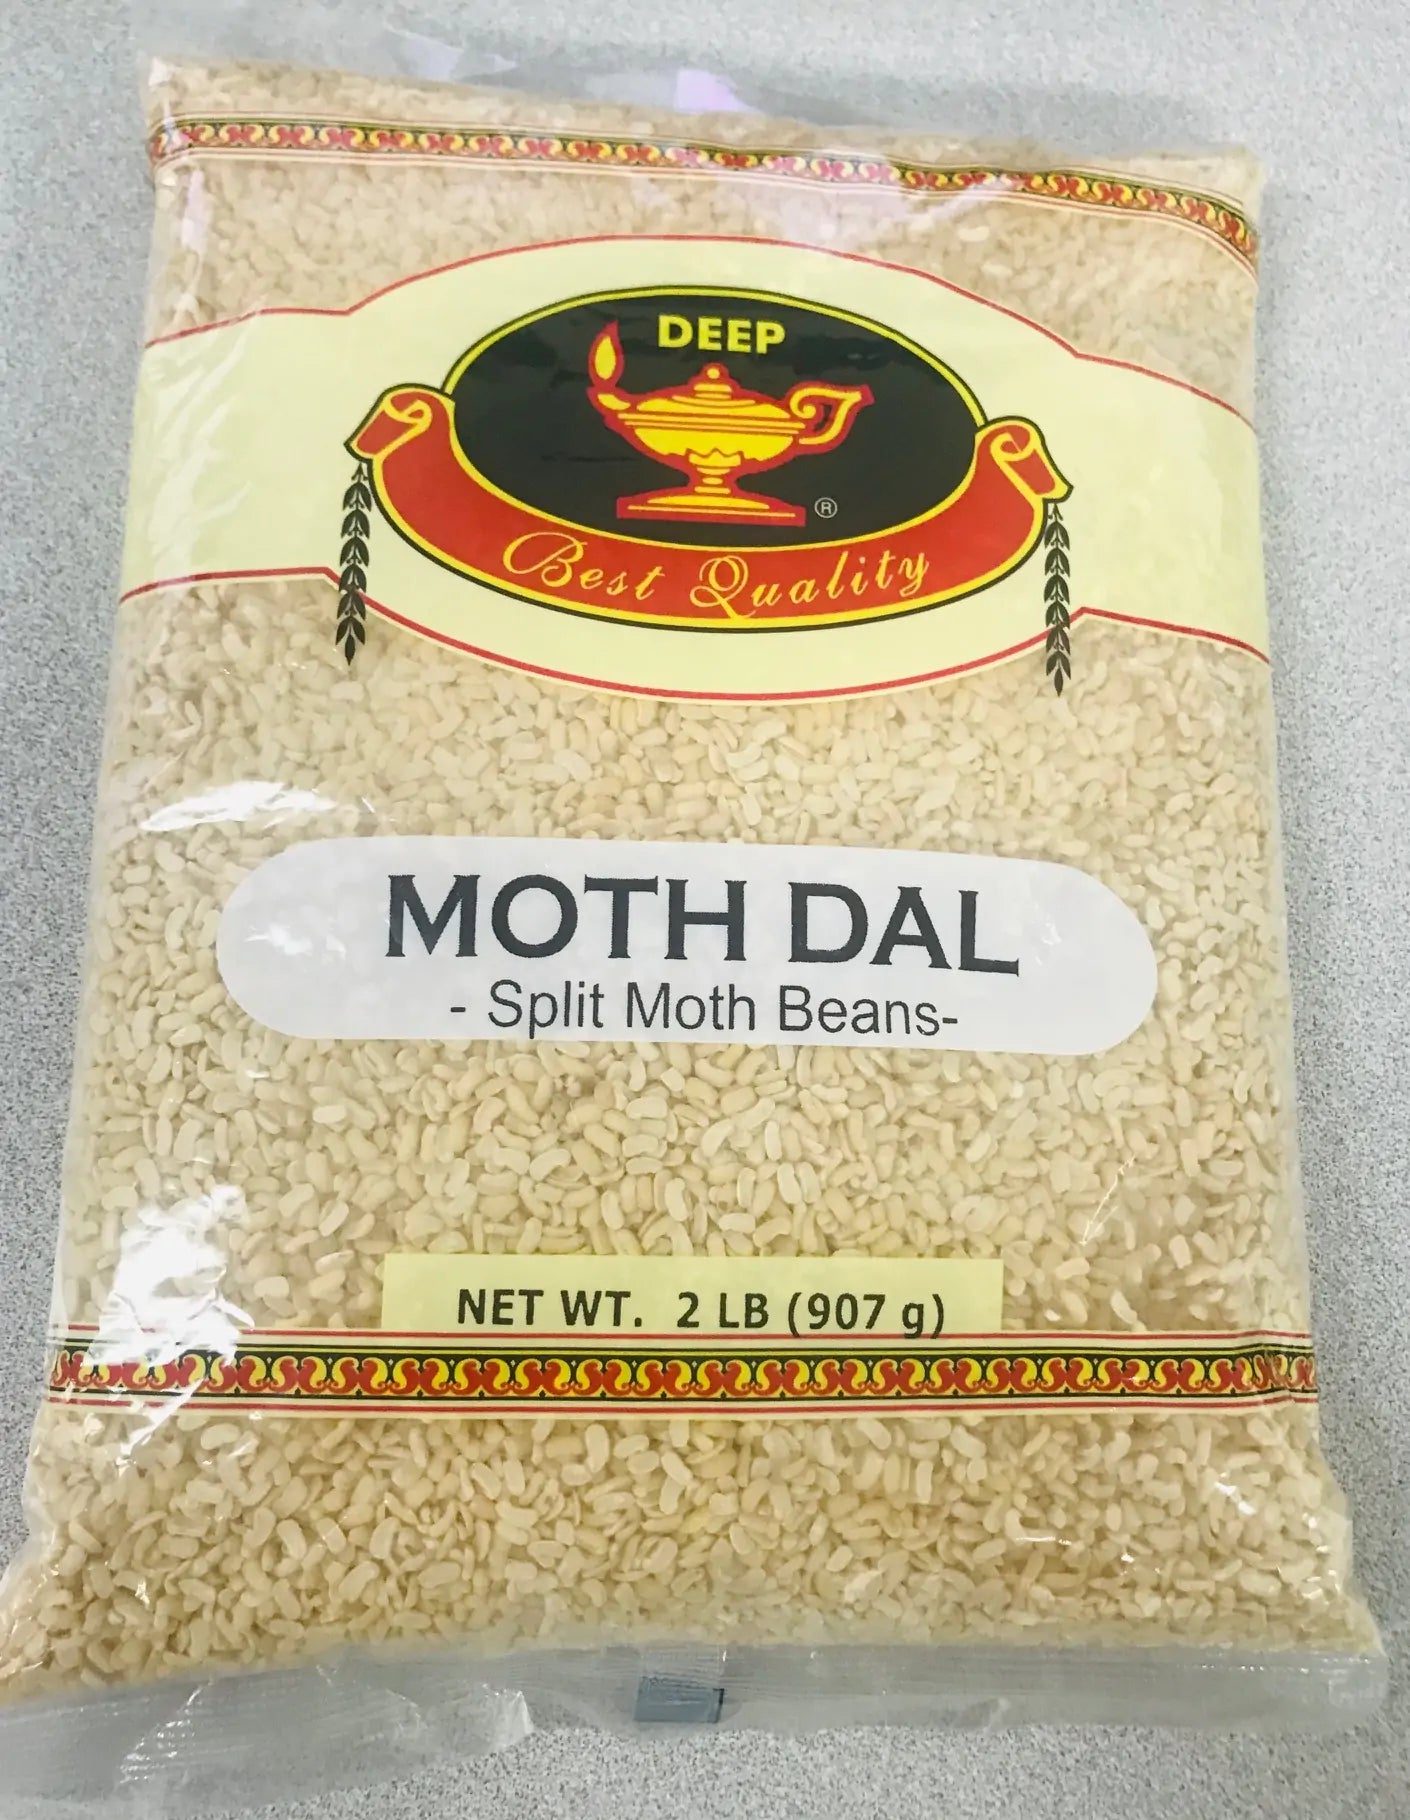 DEEP
®
Best Quality
MOTH DAL
- Split Moth Beans-
NET WT. 2 LB (907 g)